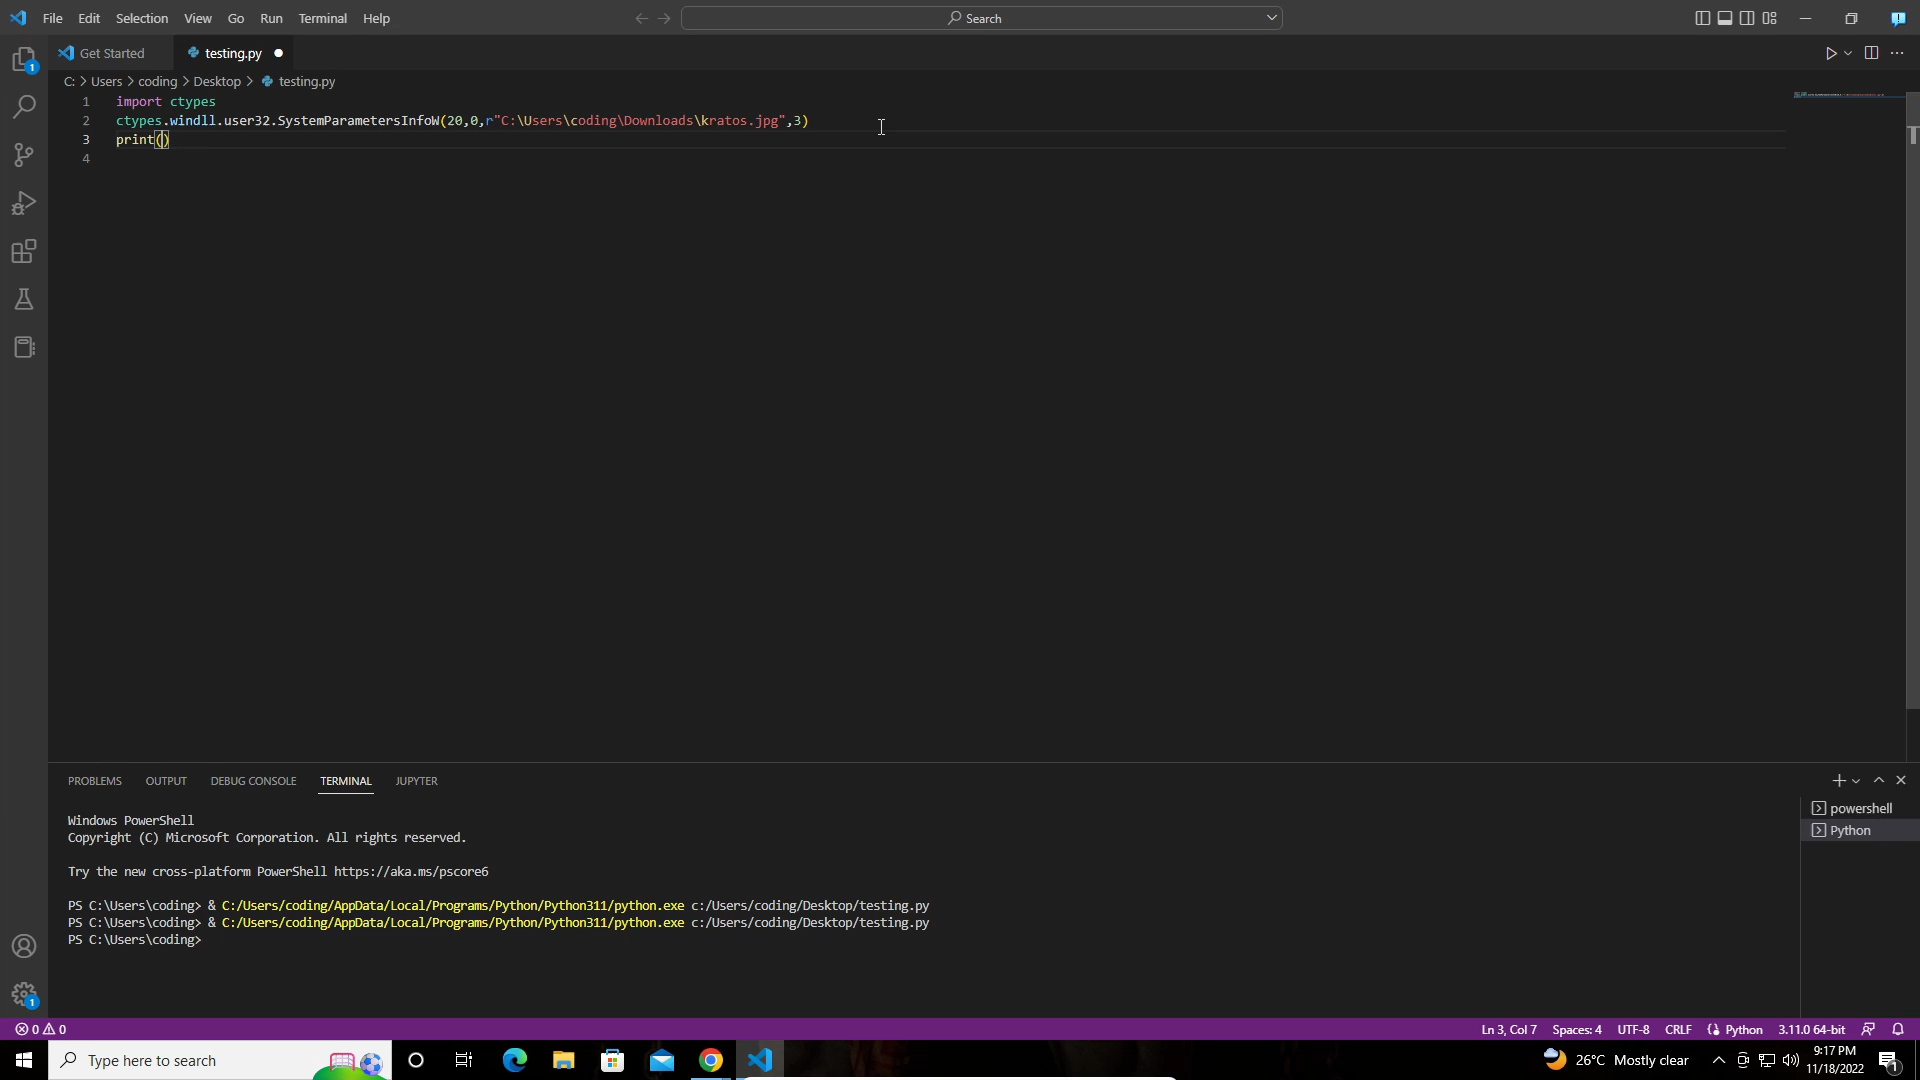 File Edit Selection View Go Run Terminal Help
Search
Get Started testing.py
C: > Users > coding > Desktop > testing.py
1 import ctypes
2 ctypes.windll.user32.SystemParametersInfoW(20,0,r"C:\Users\coding\Downloads\kratos.jpg",3)
3 print()
4
PROBLEMS OUTPUT DEBUG CONSOLE TERMINAL JUPYTER
powershell
Python
Windows PowerShell
Copyright (C) Microsoft Corporation. All rights reserved.
Try the new cross-platform PowerShell https://aka.ms/pscore6
PS C:\Users\coding> & C:/Users/coding/AppData/Local/Programs/Python/Python311/python.exe c:/Users/coding/Desktop/testing.py
PS C:\Users\coding> & C:/Users/coding/AppData/Local/Programs/Python/Python311/python.exe c:/Users/coding/Desktop/testing.py
PS C:\Users\coding>
1
1
0 0 Ln 3, Col 7 Spaces: 4 UTF-8 CRLF Python 3.11.0 64-bit
Type here to search 26°C Mostly clear 9:17 PM
11/18/2022 1